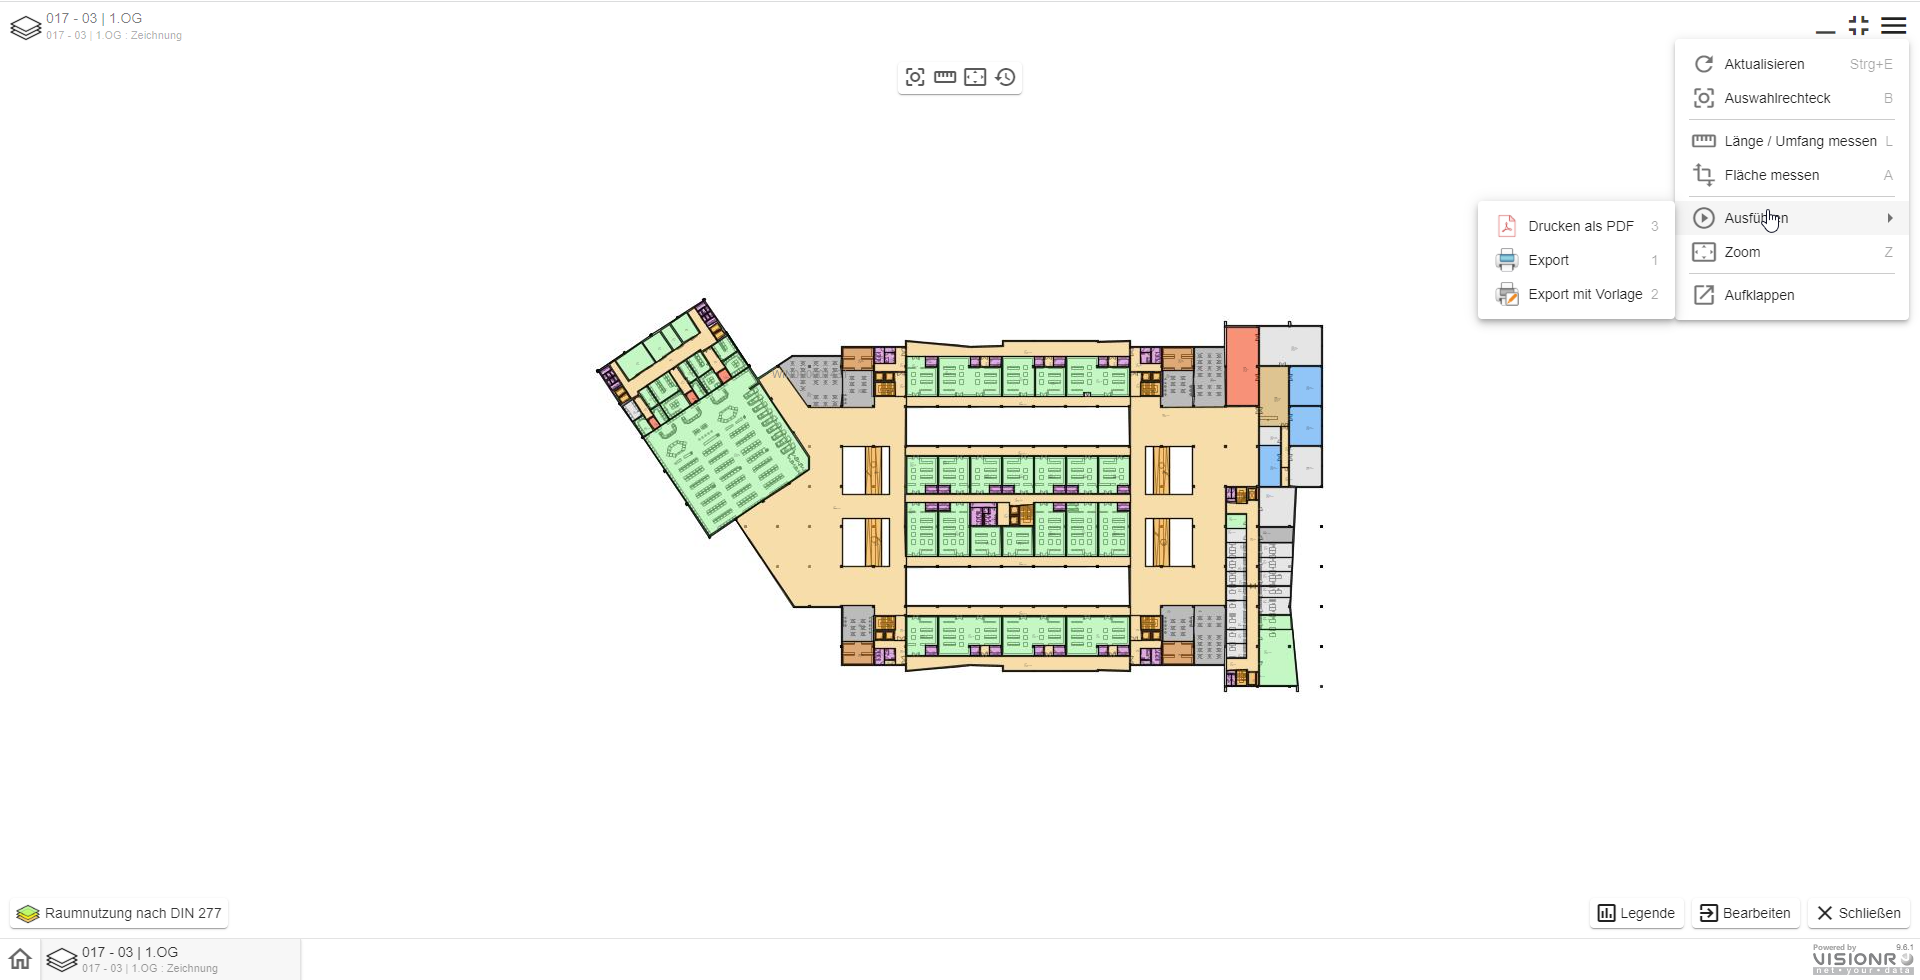 017 - 03 | 1.OG
017 - 03 | 1.OG : Zeichnung
Aktualisieren Strg+E
Auswahlrechteck B
Länge / Umfang messen L
Fläche messen A
Ausführen
Zoom Z
Aufklappen
Drucken als PDF 3
Export 1
Export mit Vorlage 2
Raumnutzung nach DIN 277
Legende
Bearbeiten
Schließen
017 - 03 | 1.OG
017 - 03 | 1.OG : Zeichnung
Powered by 9.6.1
VISIONR
net • your • data